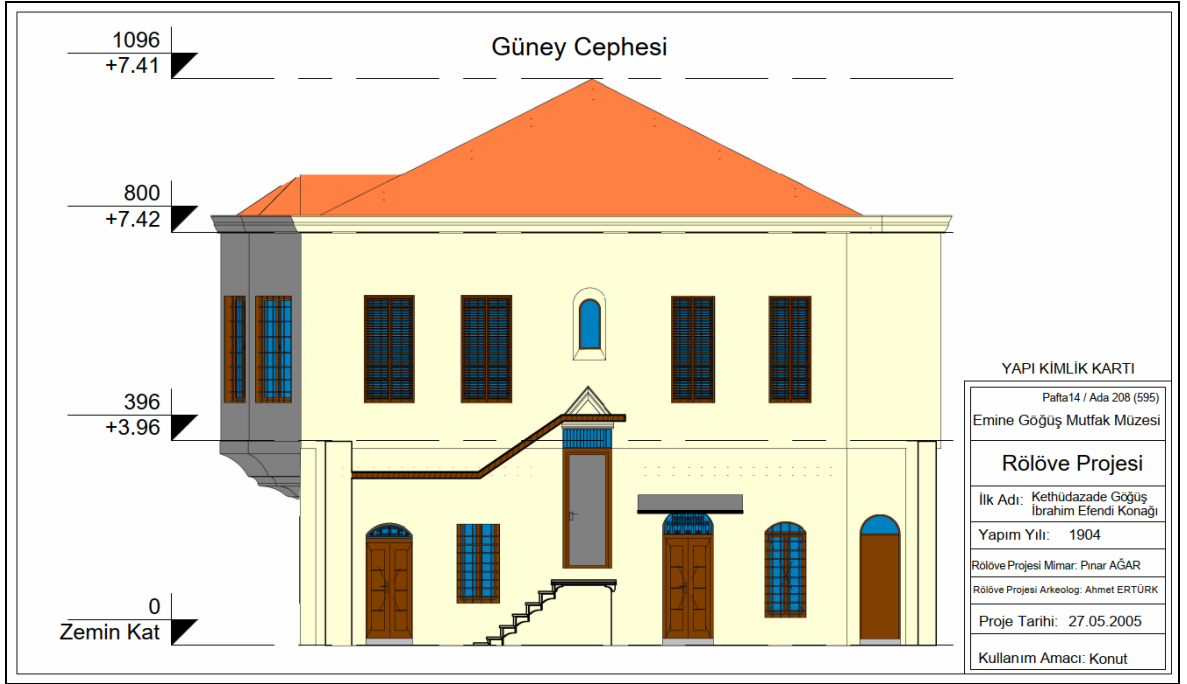 Güney Cephesi
1096
+7.41
800
+7.42
396
+3.96
0
Zemin Kat
YAPI KİMLİK KARTI
Pafta14 / Ada 208 (595)
Emine Göğüş Mutfak Müzesi
Rölöve Projesi
İlk Adı: Kethüdazade Göğüş
İbrahim Efendi Konağı
Yapım Yılı: 1904
Rölöve Projesi Mimar: Pınar AĞAR
Rölöve Projesi Arkeolog: Ahmet ERTÜRK
Proje Tarihi: 27.05.2005
Kullanım Amacı: Konut